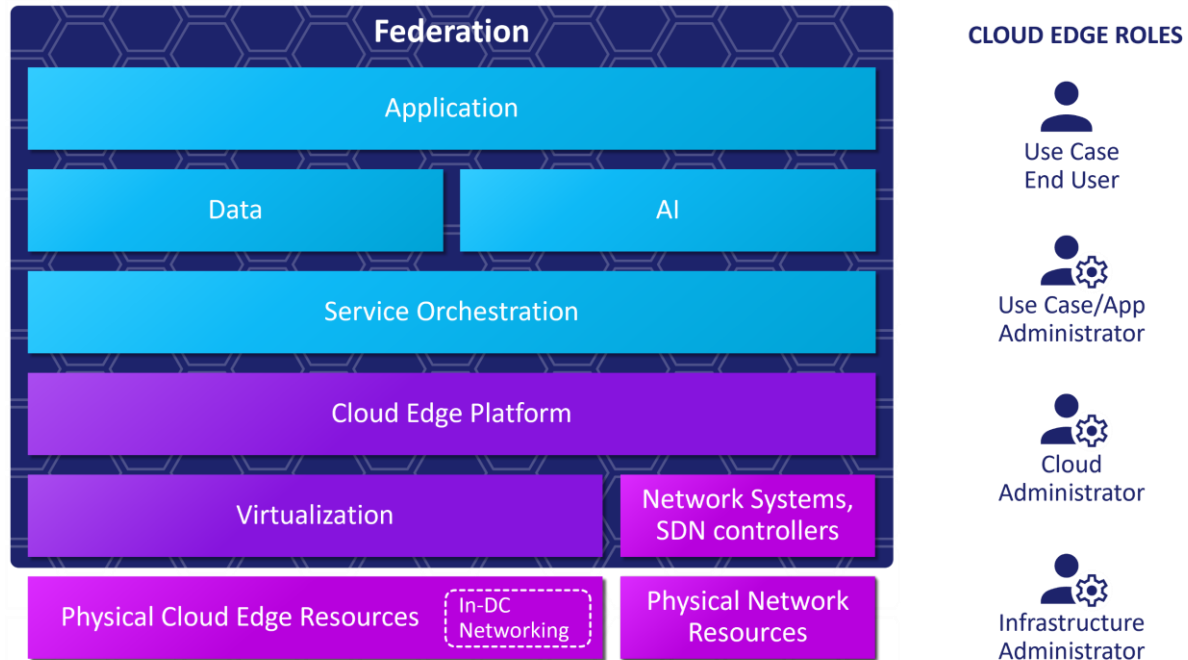 Federation
Application
Data
AI
Service Orchestration
Cloud Edge Platform
Virtualization
Network Systems,
SDN controllers
Physical Cloud Edge Resources
In-DC
Networking
Physical Network
Resources
CLOUD EDGE ROLES
Use Case
End User
Use Case/App
Administrator
Cloud
Administrator
Infrastructure
Administrator